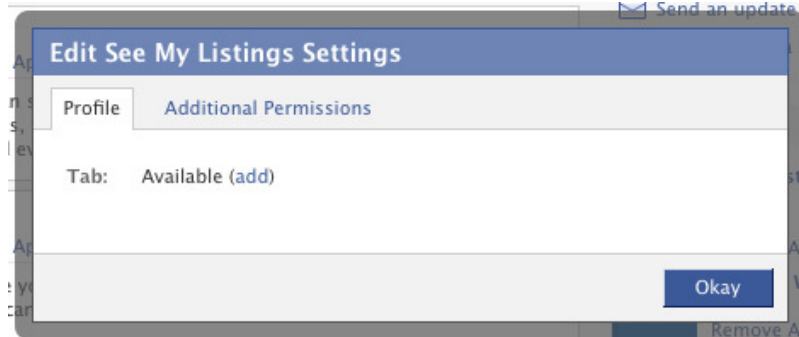 Send an update
Edit See My Listings Settings
Profile
Additional Permissions
Tab: Available (add)
Okay
Remove A